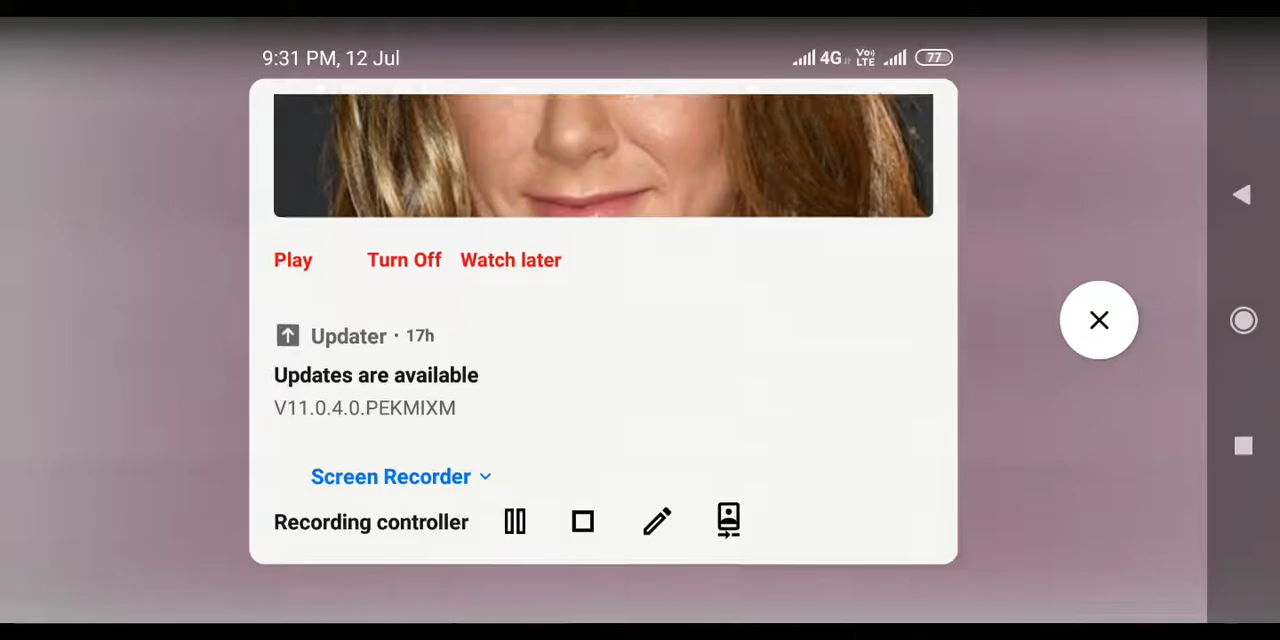 9:31 PM, 12 Jul 4G VoLTE 77
Play Turn Off Watch later
Updater · 17h
Updates are available
V11.0.4.0.PEKMIXM
Screen Recorder
Recording controller